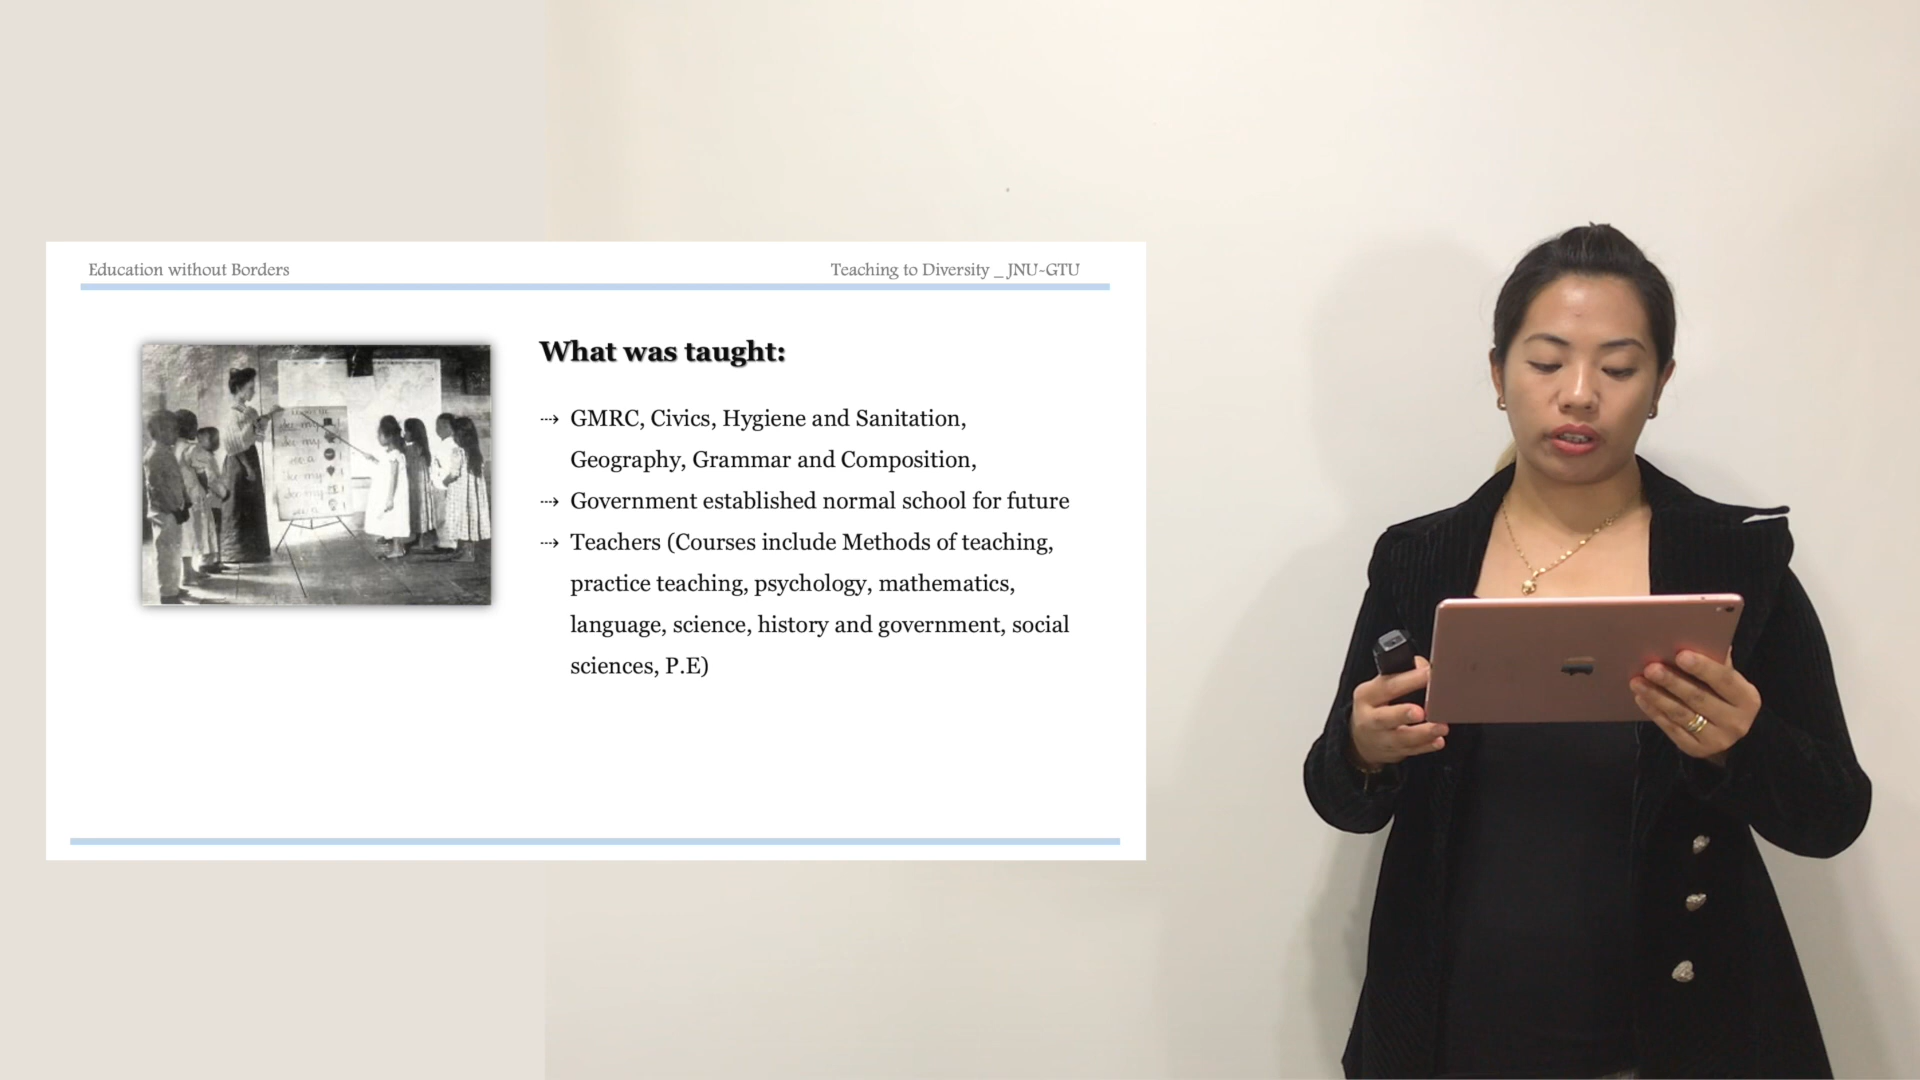 Education without Borders
Teaching to Diversity _ JNU-GTU
What was taught:
⤏ GMRC, Civics, Hygiene and Sanitation,
Geography, Grammar and Composition,
⤏ Government established normal school for future
⤏ Teachers (Courses include Methods of teaching,
practice teaching, psychology, mathematics,
language, science, history and government, social
sciences, P.E)